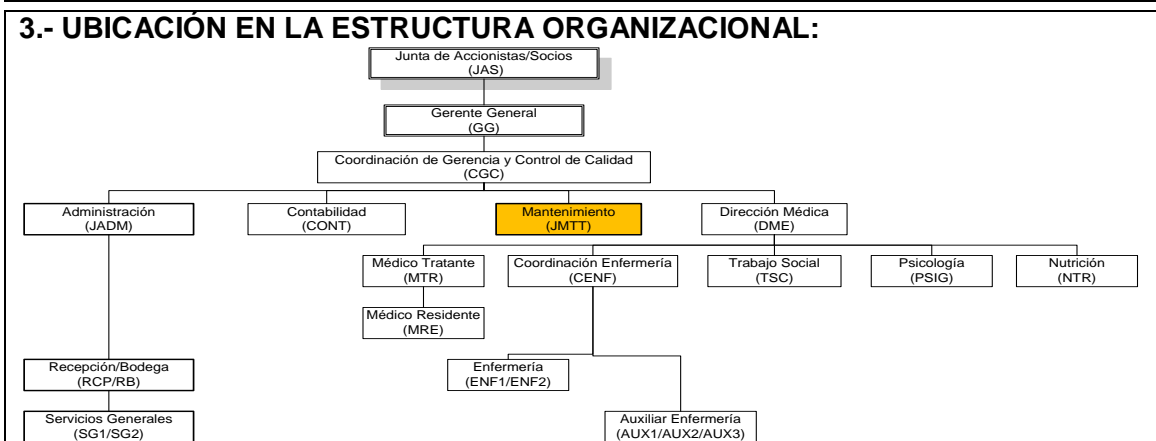 3.- UBICACIÓN EN LA ESTRUCTURA ORGANIZACIONAL:
Junta de Accionistas/Socios
(JAS)
Gerente General
(GG)
Coordinación de Gerencia y Control de Calidad
(CGC)
Administración
(JADM)
Contabilidad
(CONT)
Mantenimiento
(JMTT)
Dirección Médica
(DME)
Médico Tratante
(MTR)
Coordinación Enfermería
(CENF)
Trabajo Social
(TSC)
Psicología
(PSIG)
Nutrición
(NTR)
Médico Residente
(MRE)
Recepción/Bodega
(RCP/RB)
Enfermería
(ENF1/ENF2)
Servicios Generales
(SG1/SG2)
Auxiliar Enfermería
(AUX1/AUX2/AUX3)